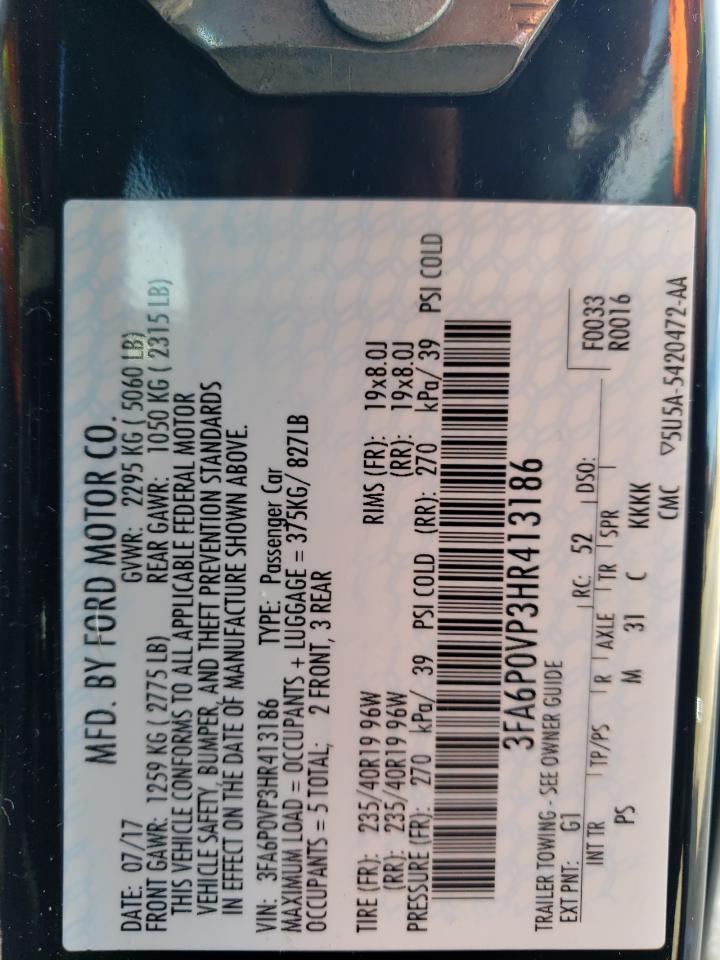 MFD. BY FORD MOTOR CO.
DATE: 07/17 GVWR: 2295 KG ( 5060 LB)
FRONT GAWR: 1259 KG ( 2775 LB) REAR GAWR: 1050 KG ( 2315 LB)
THIS VEHICLE CONFORMS TO ALL APPLICABLE FEDERAL MOTOR
VEHICLE SAFETY, BUMPER, AND THEFT PREVENTION STANDARDS
IN EFFECT ON THE DATE OF MANUFACTURE SHOWN ABOVE.
VIN: 3FA6P0VP3HR413186 TYPE: Passenger Car
MAXIMUM LOAD = OCCUPANTS + LUGGAGE = 375KG/ 827LB
OCCUPANTS = 5 TOTAL; 2 FRONT, 3 REAR
TIRE (FR): 235/40R19 96W RIMS (FR): 19x8.0J
(RR): 235/40R19 96W (RR): 19x8.0J
PRESSURE (FR): 270 kPa/ 39 PSI COLD (RR): 270 kPa/ 39 PSI COLD
3FA6P0VP3HR413186
TRAILER TOWING - SEE OWNER GUIDE
EXT PNT: G1 RC: 52 DSO: F0033
INT TR TP/PS R AXLE TR SPR R0016
PS M 31 C KKKK
CMC ▽5U5A-5420472-AA